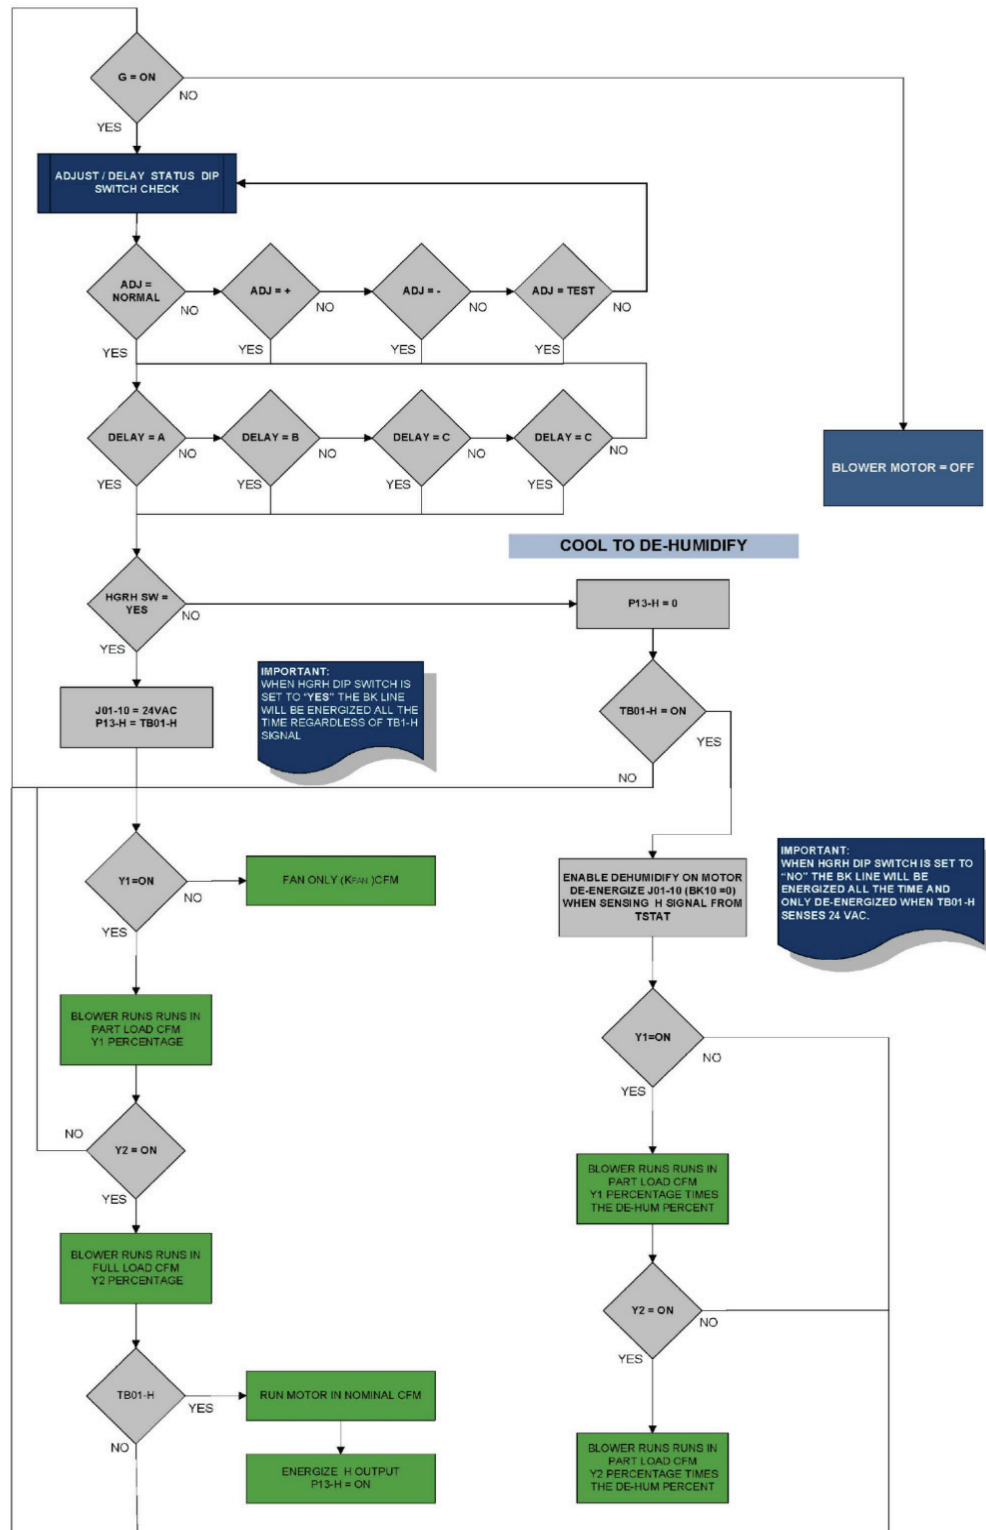 G = ON
NO
YES
ADJUST / DELAY STATUS DIP
SWITCH CHECK
ADJ =
NORMAL
NO
YES
ADJ = +
NO
YES
ADJ = -
NO
YES
ADJ = TEST
NO
YES
DELAY = A
NO
YES
DELAY = B
NO
YES
DELAY = C
NO
YES
DELAY = C
NO
YES
BLOWER MOTOR = OFF
COOL TO DE-HUMIDIFY
HGRH SW =
YES
NO
YES
P13-H = 0
J01-10 = 24VAC
P13-H = TB01-H
IMPORTANT:
WHEN HGRH DIP SWITCH IS
SET TO "YES" THE BK LINE
WILL BE ENERGIZED ALL THE
TIME REGARDLESS OF TB1-H
SIGNAL
TB01-H = ON
YES
NO
Y1=ON
NO
YES
FAN ONLY (KFAN )CFM
ENABLE DEHUMIDIFY ON MOTOR
DE-ENERGIZE J01-10 (BK10 =0)
WHEN SENSING H SIGNAL FROM
TSTAT
IMPORTANT:
WHEN HGRH DIP SWITCH IS SET TO
"NO" THE BK LINE WILL BE
ENERGIZED ALL THE TIME AND
ONLY DE-ENERGIZED WHEN TB01-H
SENSES 24 VAC.
BLOWER RUNS RUNS IN
PART LOAD CFM
Y1 PERCENTAGE
Y1=ON
NO
YES
Y2 = ON
NO
YES
BLOWER RUNS RUNS IN
PART LOAD CFM
Y1 PERCENTAGE TIMES
THE DE-HUM PERCENT
BLOWER RUNS RUNS IN
FULL LOAD CFM
Y2 PERCENTAGE
Y2 = ON
NO
YES
TB01-H
YES
NO
RUN MOTOR IN NOMINAL CFM
ENERGIZE H OUTPUT
P13-H = ON
BLOWER RUNS RUNS IN
PART LOAD CFM
Y2 PERCENTAGE TIMES
THE DE-HUM PERCENT